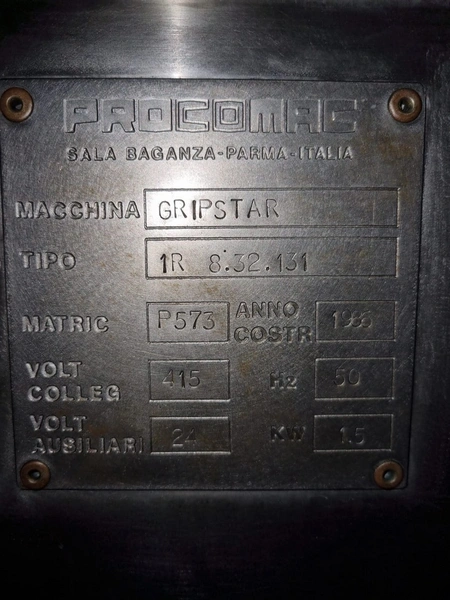 PROCOMAC
SALA BAGANZA-PARMA-ITALIA
MACCHINA GRIPSTAR
TIPO 1R 8.32.131
MATRIC P573 ANNO COSTR
VOLT COLLEG 415 Hz 50
VOLT AUSILIARI 24 KW 1.5